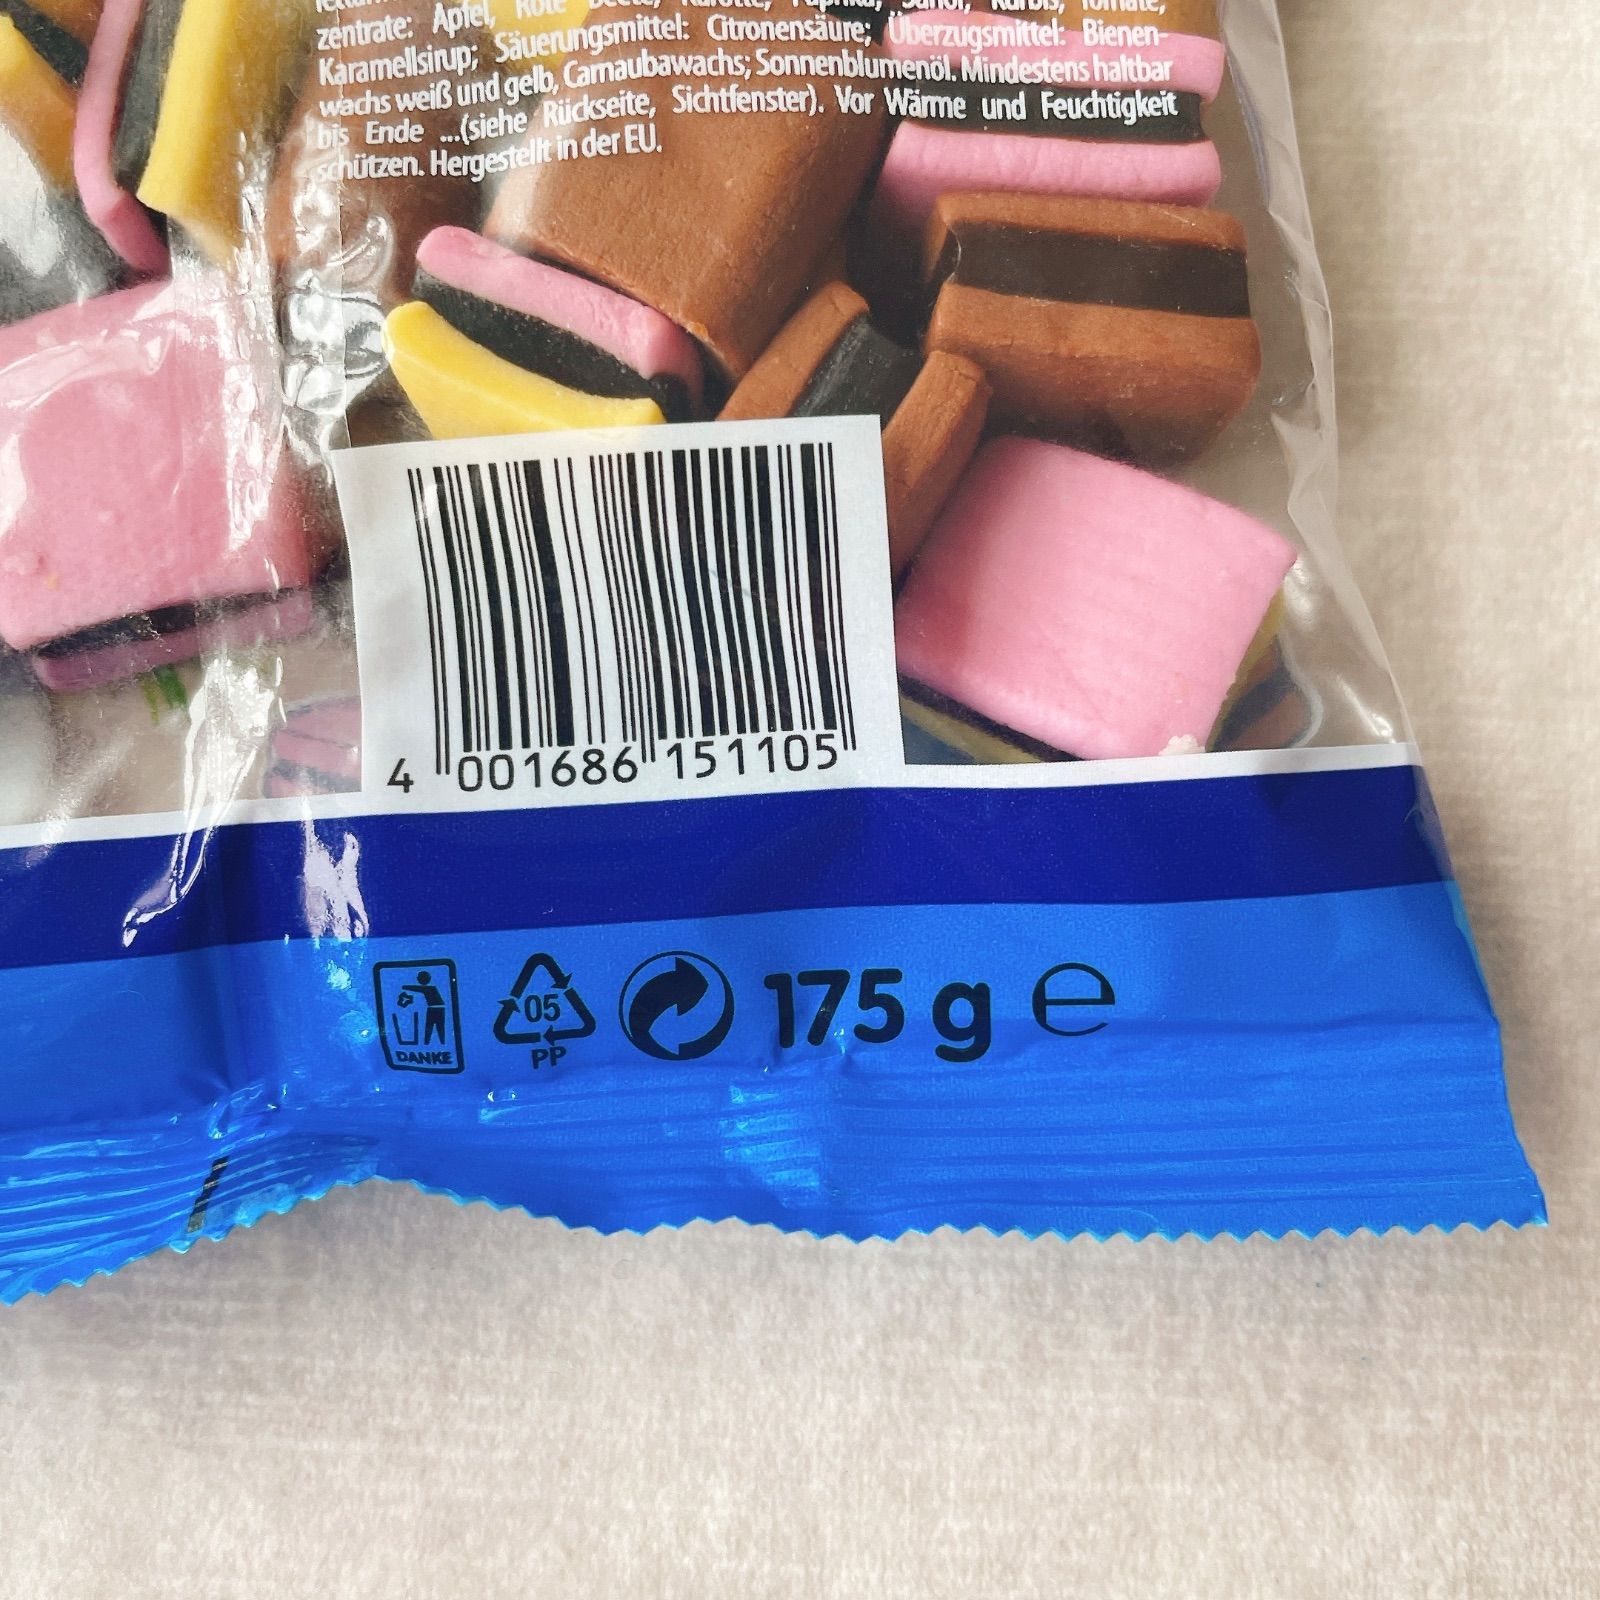 zentrate: Apfel, Rote Beete, Karotte, Paprika, Saflor, Kürbis, Tomate,
Karamellsirup; Säuerungsmittel: Citronensäure; Überzugsmittel: Bienen-
wachs weiß und gelb, Carnaubawachs; Sonnenblumenöl. Mindestens haltbar
bis Ende ...(siehe Rückseite, Sichtfenster). Vor Wärme und Feuchtigkeit
schützen. Hergestellt in der EU.
4 001686 151105
DANKE
05
PP
175 g e